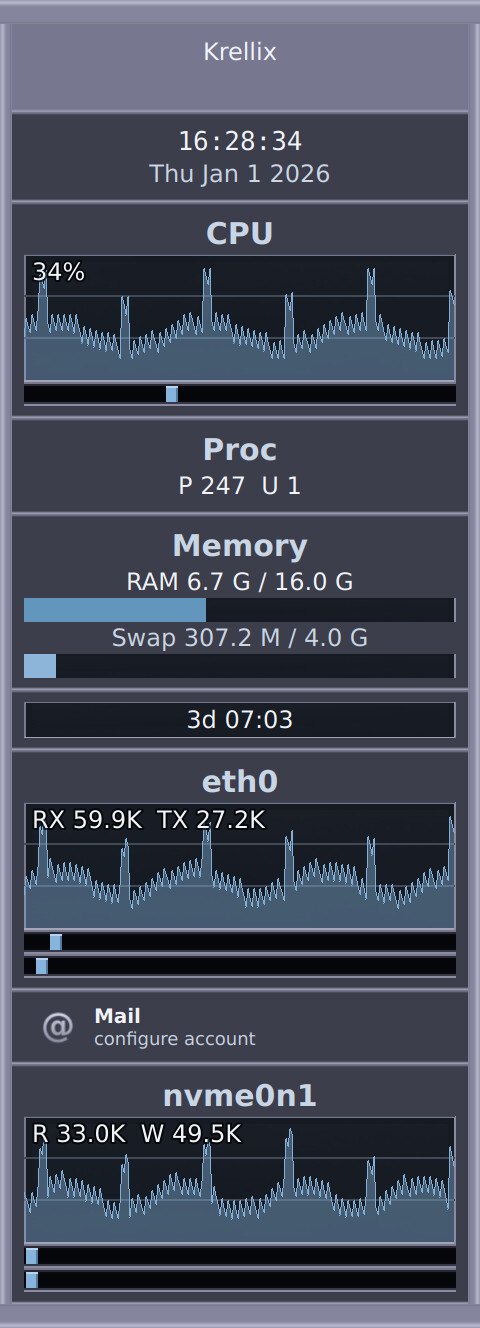 Krellix
16:28:34
Thu Jan 1 2026
CPU
34%
Proc
P 247  U 1
Memory
RAM 6.7 G / 16.0 G
Swap 307.2 M / 4.0 G
3d 07:03
eth0
RX 59.9K  TX 27.2K
@
Mail
configure account
nvme0n1
R 33.0K  W 49.5K